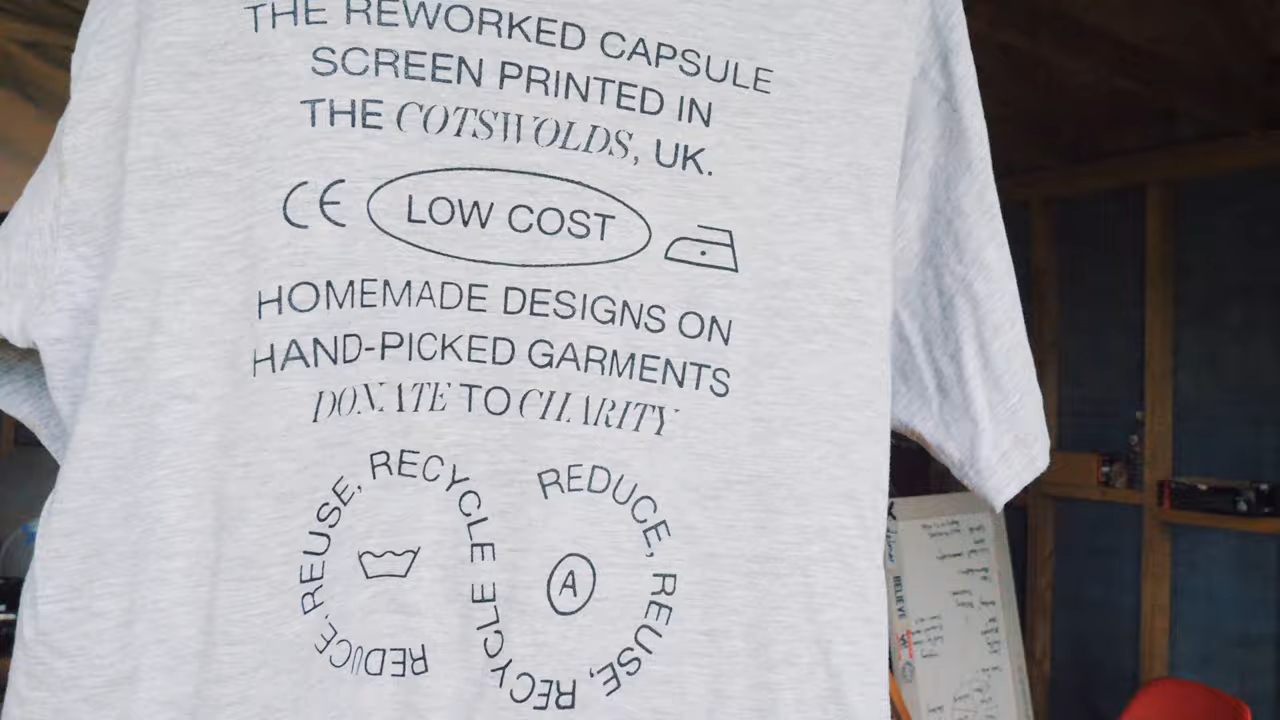 THE REWORKED CAPSULE
SCREEN PRINTED IN
THE COTSWOLDS, UK.
CE LOW COST
HOMEMADE DESIGNS ON
HAND-PICKED GARMENTS
DONATE TO CHARITY
REDUCE, REUSE, RECYCLE
REDUCE, REUSE, RECYCLE
A
BELIEVE